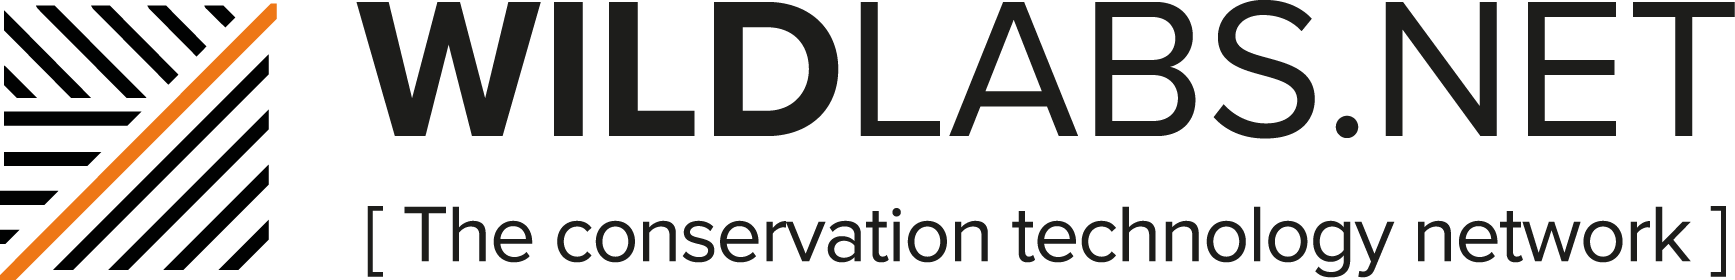 WILDLABS.NET
[ The conservation technology network ]